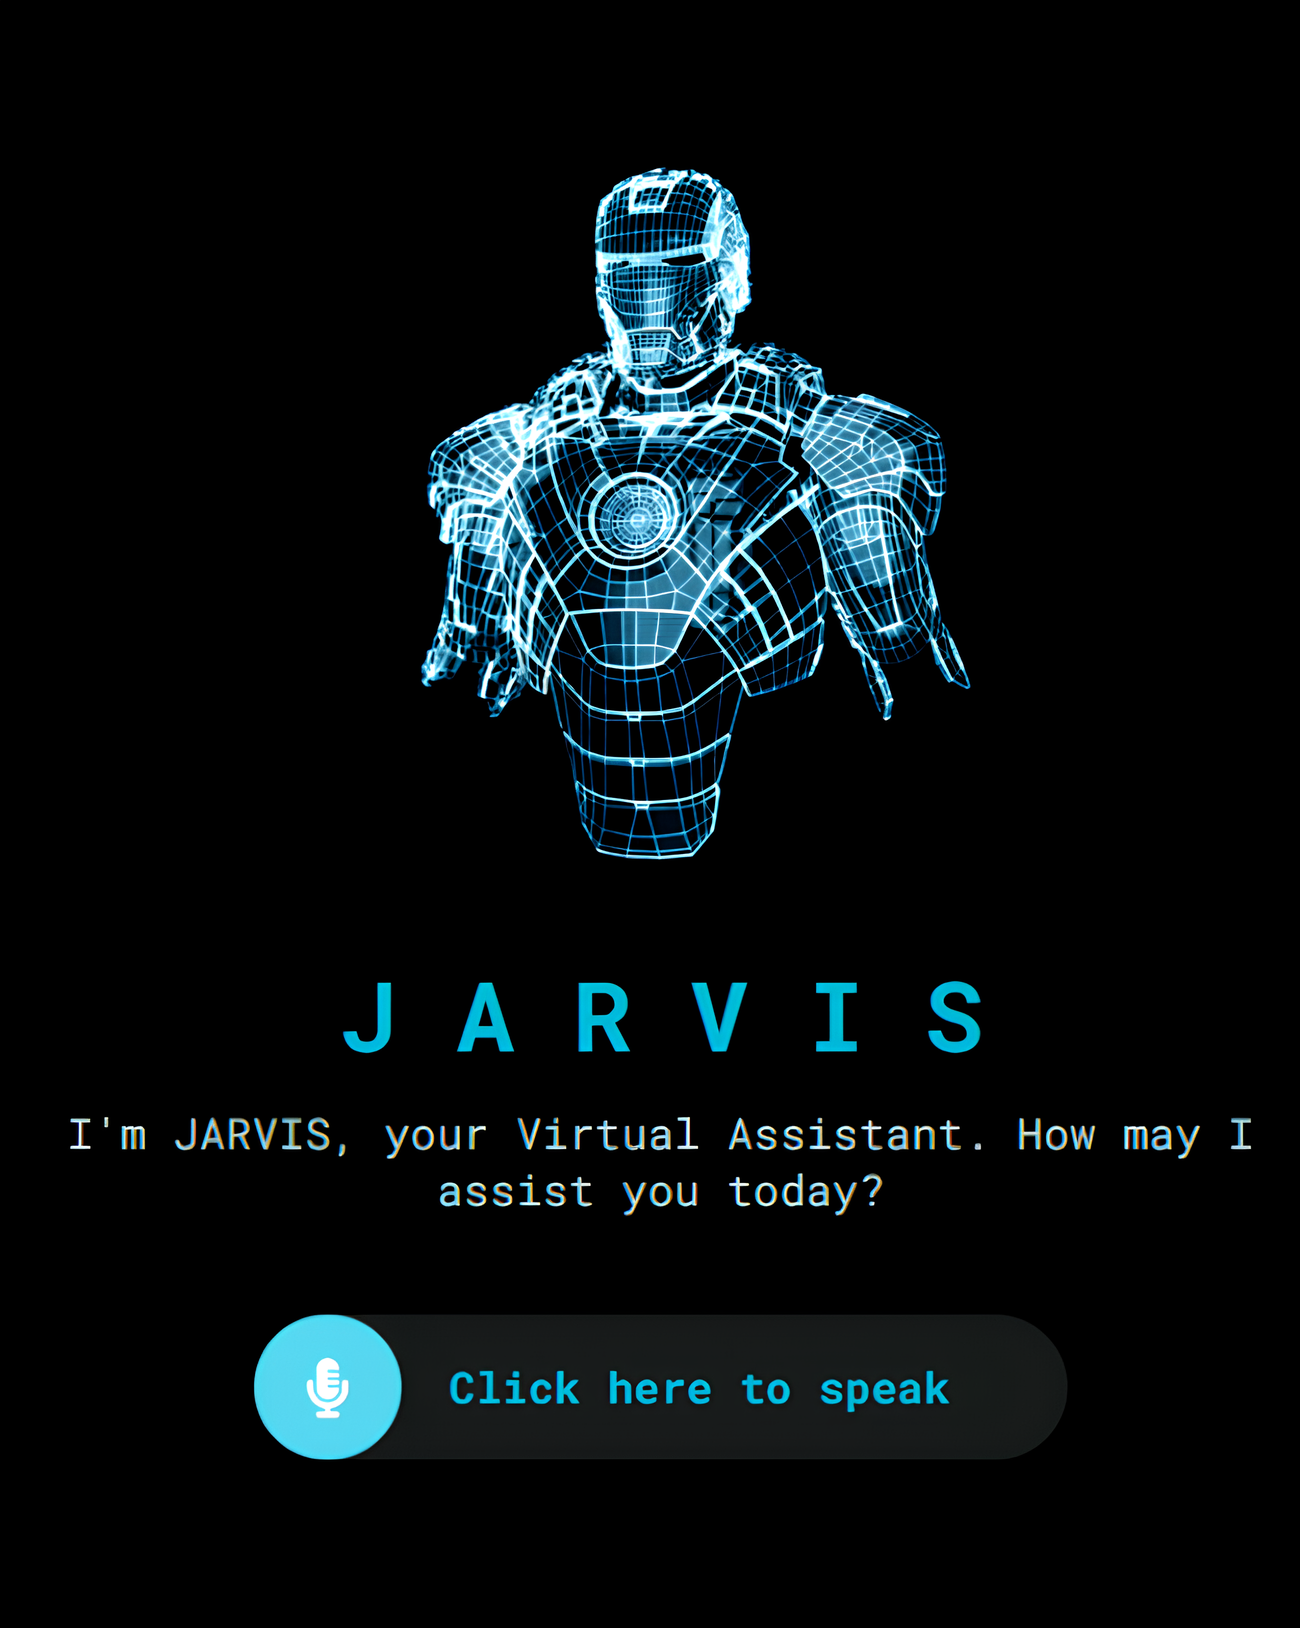 J A R V I S
I'm JARVIS, your Virtual Assistant. How may I
assist you today?
Click here to speak